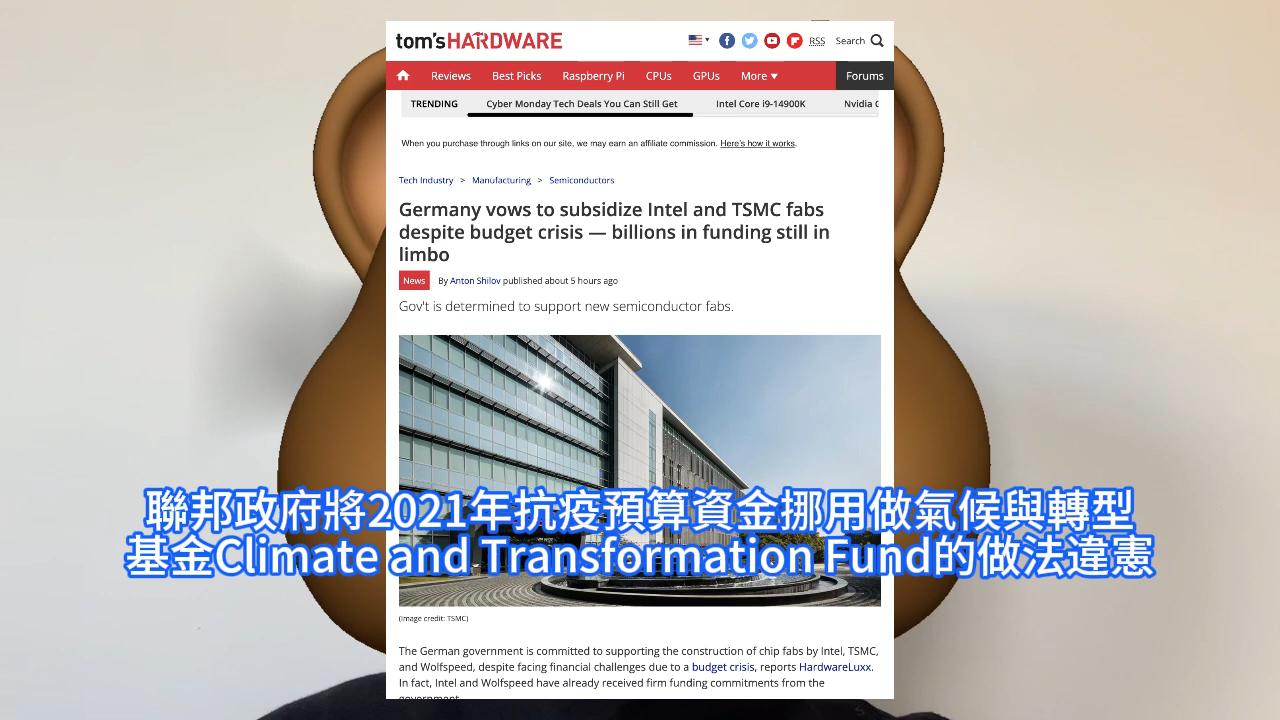 tom's HARDWARE
RSS Search
Reviews Best Picks Raspberry Pi CPUs GPUs More Forums
TRENDING Cyber Monday Tech Deals You Can Still Get Intel Core i9-14900K Nvidia
When you purchase through links on our site, we may earn an affiliate commission. Here's how it works.
Tech Industry > Manufacturing > Semiconductors
Germany vows to subsidize Intel and TSMC fabs
despite budget crisis — billions in funding still in
limbo
News By Anton Shilov published about 5 hours ago
Gov't is determined to support new semiconductor fabs.
聯邦政府將2021年抗疫預算資金挪用做氣候與轉型
基金Climate and Transformation Fund的做法違憲
(Image credit: TSMC)
The German government is committed to supporting the construction of chip fabs by Intel, TSMC,
and Wolfspeed, despite facing financial challenges due to a budget crisis, reports HardwareLuxx.
In fact, Intel and Wolfspeed have already received firm funding commitments from the
government.